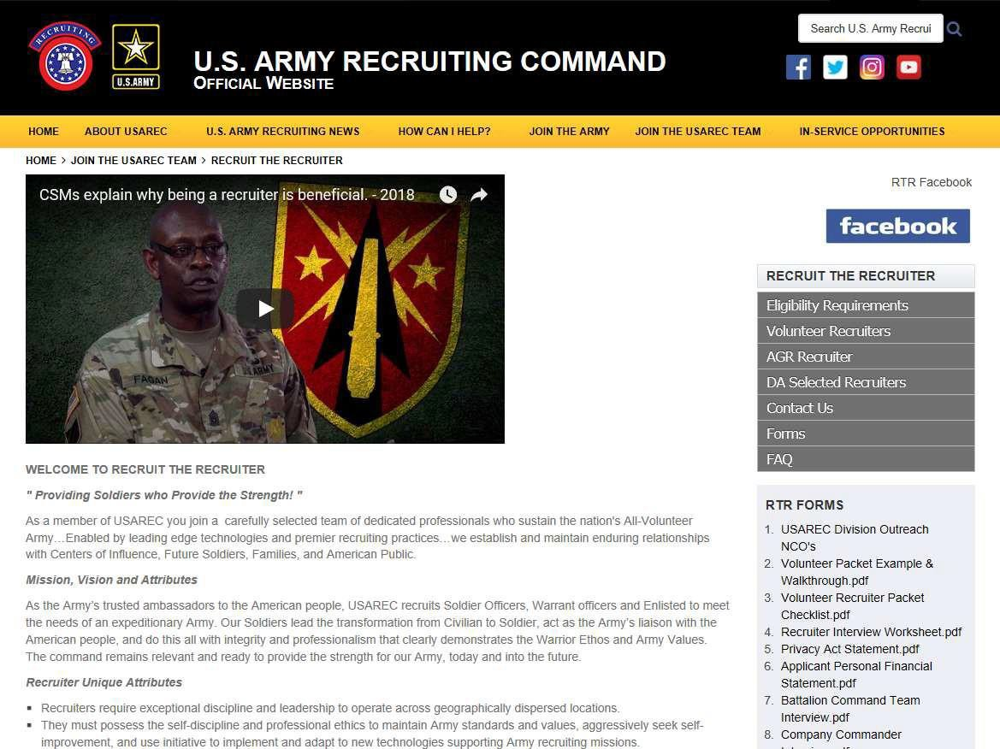 RECRUITING
U.S.ARMY
U.S. ARMY RECRUITING COMMAND
OFFICIAL WEBSITE
Search U.S. Army Recrui
HOME ABOUT USAREC U.S. ARMY RECRUITING NEWS HOW CAN I HELP? JOIN THE ARMY JOIN THE USAREC TEAM IN-SERVICE OPPORTUNITIES
HOME > JOIN THE USAREC TEAM > RECRUIT THE RECRUITER
CSMs explain why being a recruiter is beneficial. - 2018
FAGAN
U.S. ARMY
WELCOME TO RECRUIT THE RECRUITER
" Providing Soldiers who Provide the Strength! "
As a member of USAREC you join a  carefully selected team of dedicated professionals who sustain the nation's All-Volunteer
Army…Enabled by leading edge technologies and premier recruiting practices…we establish and maintain enduring relationships
with Centers of Influence, Future Soldiers, Families, and American Public.
Mission, Vision and Attributes
As the Army’s trusted ambassadors to the American people, USAREC recruits Soldier Officers, Warrant officers and Enlisted to meet
the needs of an expeditionary Army. Our Soldiers lead the transformation from Civilian to Soldier, act as the Army’s liaison with the
American people, and do this all with integrity and professionalism that clearly demonstrates the Warrior Ethos and Army Values.
The command remains relevant and ready to provide the strength for our Army, today and into the future.
Recruiter Unique Attributes
▪ Recruiters require exceptional discipline and leadership to operate across geographically dispersed locations.
▪ They must possess the self-discipline and professional ethics to maintain Army standards and values, aggressively seek self-
improvement, and use initiative to implement and adapt to new technologies supporting Army recruiting missions.
RTR Facebook
facebook
RECRUIT THE RECRUITER
Eligibility Requirements
Volunteer Recruiters
AGR Recruiter
DA Selected Recruiters
Contact Us
Forms
FAQ
RTR FORMS
1. USAREC Division Outreach
NCO's
2. Volunteer Packet Example &
Walkthrough.pdf
3. Volunteer Recruiter Packet
Checklist.pdf
4. Recruiter Interview Worksheet.pdf
5. Privacy Act Statement.pdf
6. Applicant Personal Financial
Statement.pdf
7. Battalion Command Team
Interview.pdf
8. Company Commander